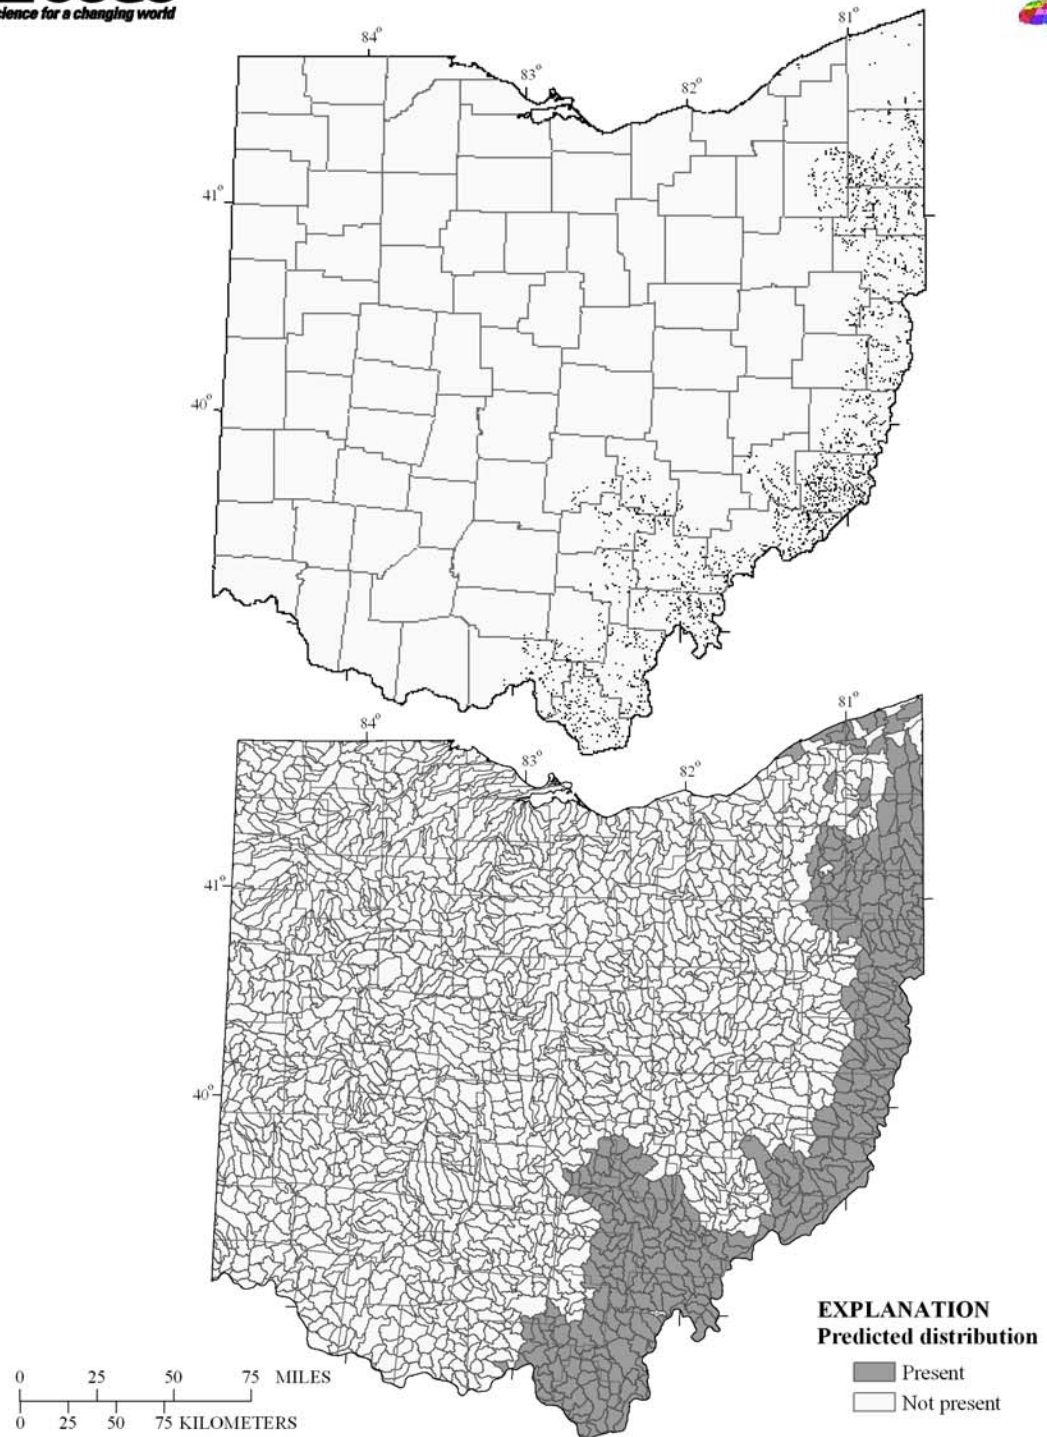 science for a changing world
84°
83°
82°
81°
41°
40°
84°
83°
82°
81°
41°
40°
EXPLANATION
Predicted distribution
Present
Not present
0 25 50 75 MILES
0 25 50 75 KILOMETERS